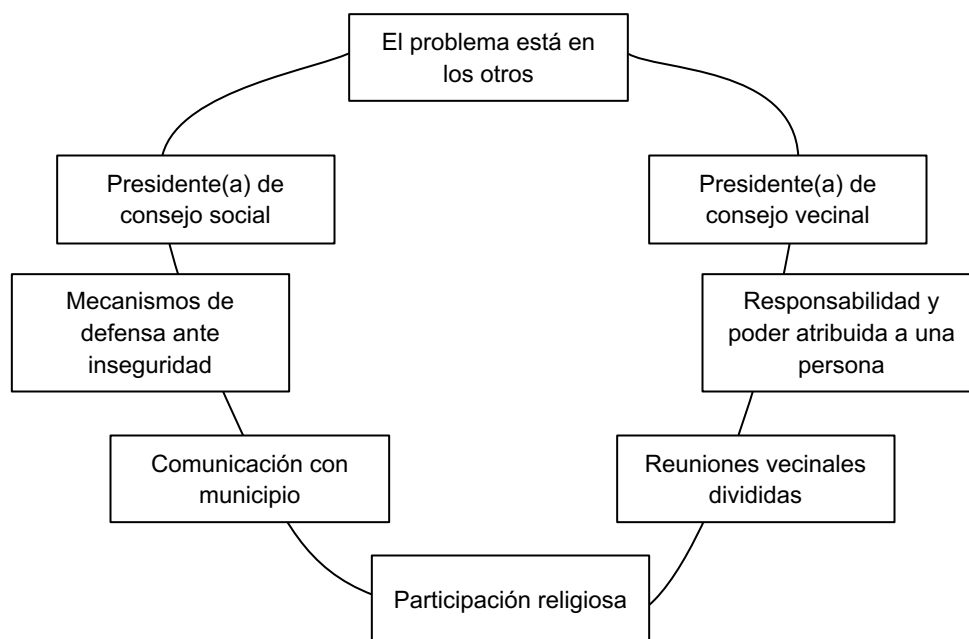 El problema está en
los otros
Presidente(a) de
consejo social
Presidente(a) de
consejo vecinal
Mecanismos de
defensa ante
inseguridad
Responsabilidad y
poder atribuida a una
persona
Comunicación con
municipio
Reuniones vecinales
divididas
Participación religiosa